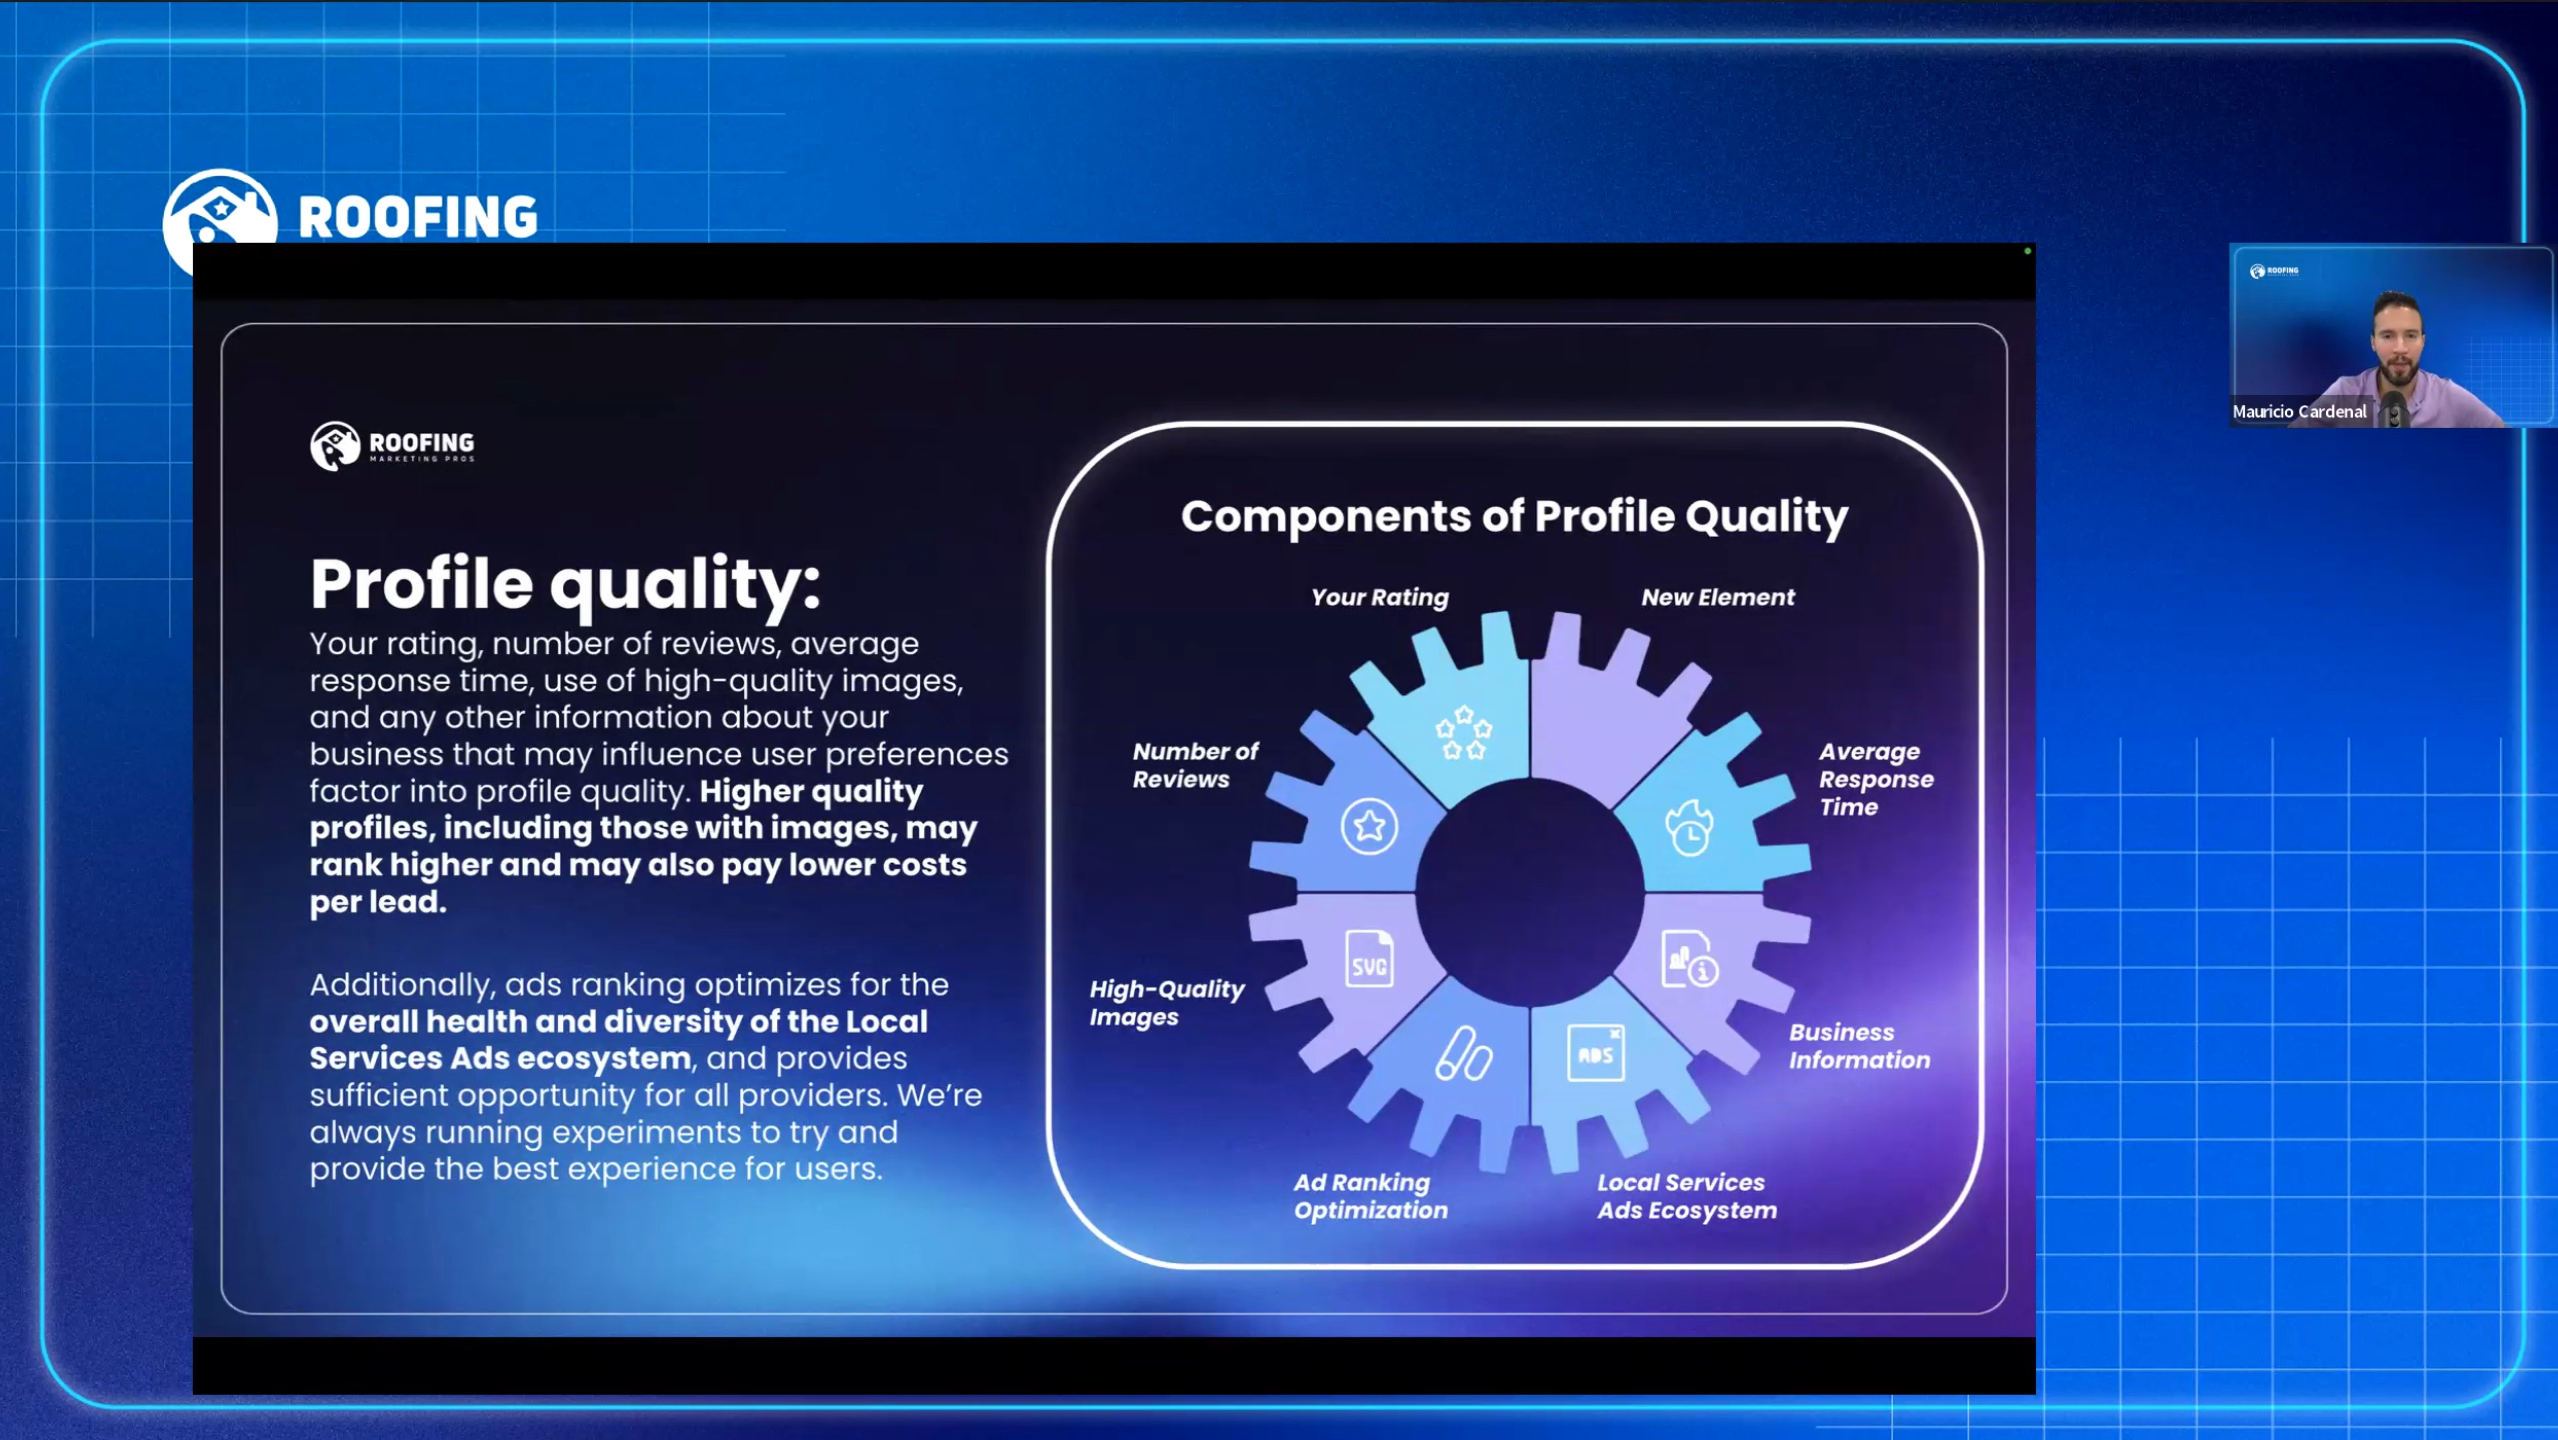 ROOFING
ROOFING
Mauricio Cardenal
ROOFING
MARKETING PROS
Profile quality:
Your rating, number of reviews, average
response time, use of high-quality images,
and any other information about your
business that may influence user preferences
factor into profile quality. Higher quality
profiles, including those with images, may
rank higher and may also pay lower costs
per lead.
Additionally, ads ranking optimizes for the
overall health and diversity of the Local
Services Ads ecosystem, and provides
sufficient opportunity for all providers. We’re
always running experiments to try and
provide the best experience for users.
Components of Profile Quality
Your Rating
New Element
Number of
Reviews
Average
Response
Time
High-Quality
Images
SVG
Business
Information
ADS
Ad Ranking
Optimization
Local Services
Ads Ecosystem